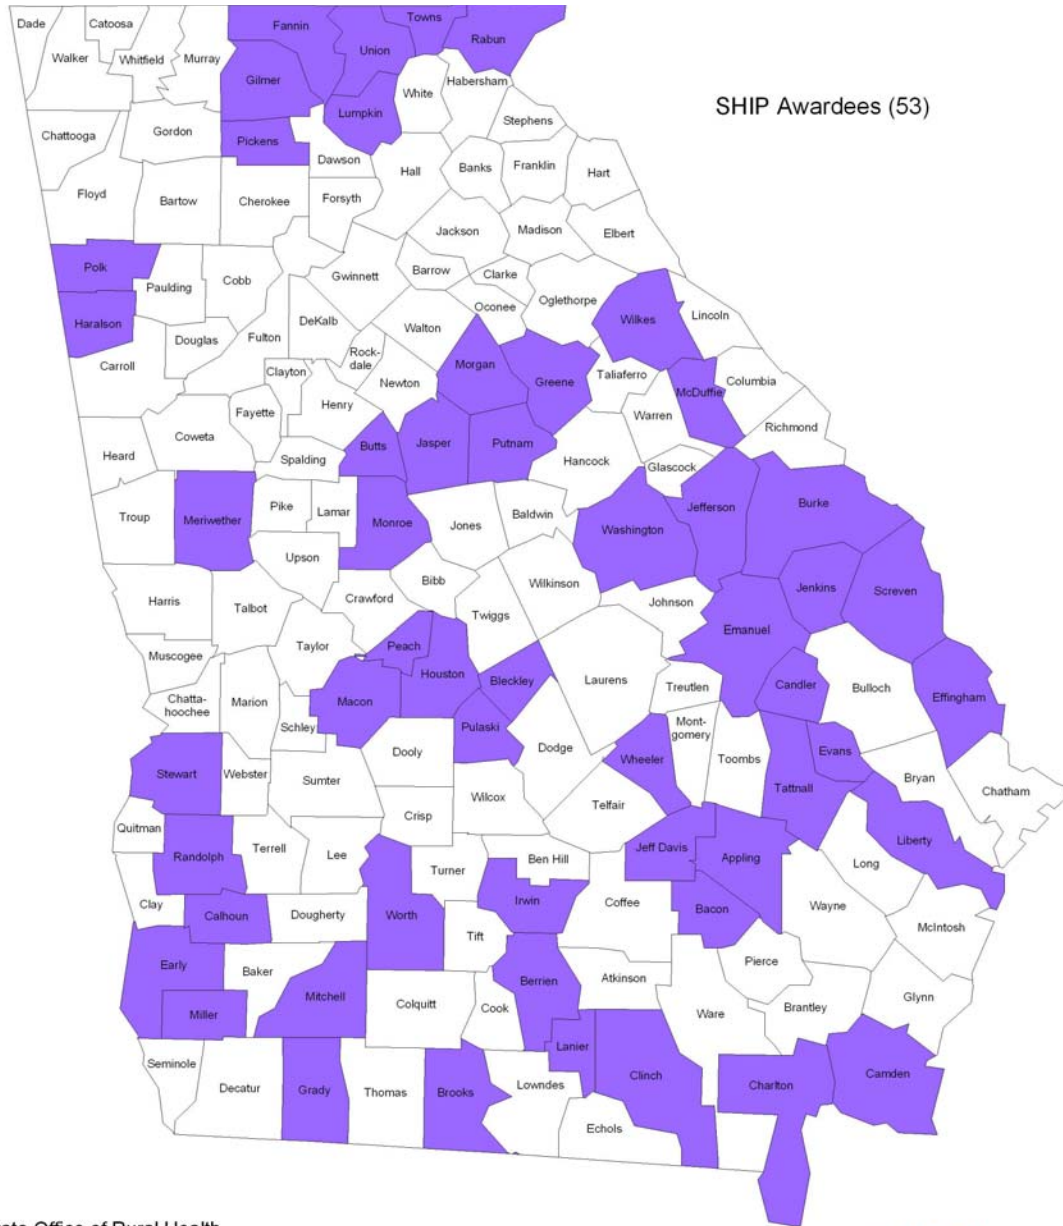 Dade
Catoosa
Fannin
Towns
Rabun
Walker
Whitfield
Murray
Union
Gilmer
White
Habersham
SHIP Awardees (53)
Lumpkin
Stephens
Chattooga
Gordon
Pickens
Dawson
Hall
Banks
Franklin
Hart
Floyd
Bartow
Cherokee
Forsyth
Jackson
Madison
Elbert
Polk
Paulding
Cobb
Gwinnett
Barrow
Clarke
Oglethorpe
Oconee
Haralson
Douglas
Fulton
DeKalb
Walton
Wilkes
Lincoln
Carroll
Rock-
dale
Clayton
Newton
Morgan
Greene
Taliaferro
McDuffie
Columbia
Fayette
Henry
Warren
Richmond
Heard
Coweta
Spalding
Butts
Jasper
Putnam
Hancock
Glascock
Troup
Meriwether
Pike
Lamar
Monroe
Jones
Baldwin
Washington
Jefferson
Burke
Upson
Bibb
Wilkinson
Jenkins
Screven
Harris
Talbot
Crawford
Twiggs
Johnson
Emanuel
Muscogee
Taylor
Peach
Houston
Bleckley
Laurens
Treutlen
Candler
Bulloch
Effingham
Chatta-
hoochee
Marion
Macon
Schley
Pulaski
Dooly
Dodge
Mont-
gomery
Wheeler
Toombs
Evans
Tattnall
Bryan
Chatham
Stewart
Webster
Sumter
Wilcox
Telfair
Crisp
Quitman
Randolph
Terrell
Lee
Turner
Ben Hill
Jeff Davis
Appling
Long
Liberty
Clay
Calhoun
Dougherty
Worth
Irwin
Coffee
Bacon
Wayne
McIntosh
Tift
Early
Baker
Mitchell
Berrien
Atkinson
Pierce
Miller
Colquitt
Cook
Ware
Brantley
Glynn
Seminole
Decatur
Grady
Thomas
Brooks
Lanier
Lowndes
Clinch
Charlton
Camden
Echols